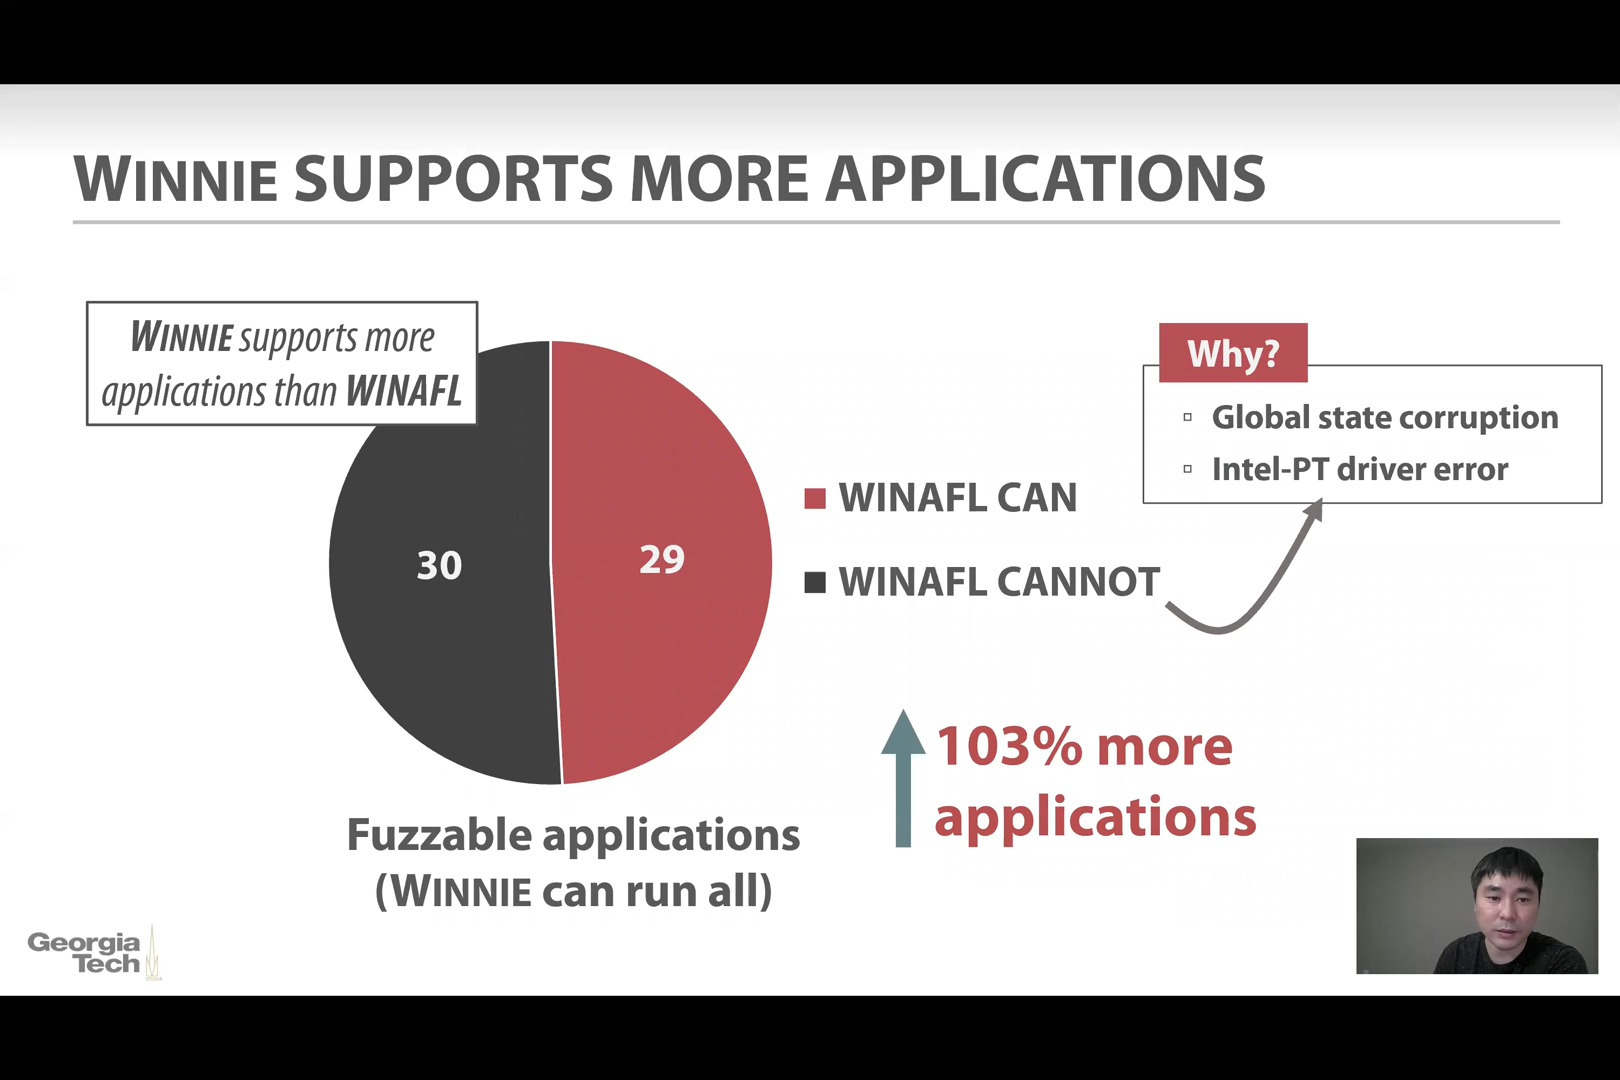 WINNIE SUPPORTS MORE APPLICATIONS
WINNIE supports more
applications than WINAFL
30
29
WINAFL CAN
WINAFL CANNOT
Why?
Global state corruption
Intel-PT driver error
103% more
applications
Fuzzable applications
(WINNIE can run all)
Georgia
Tech